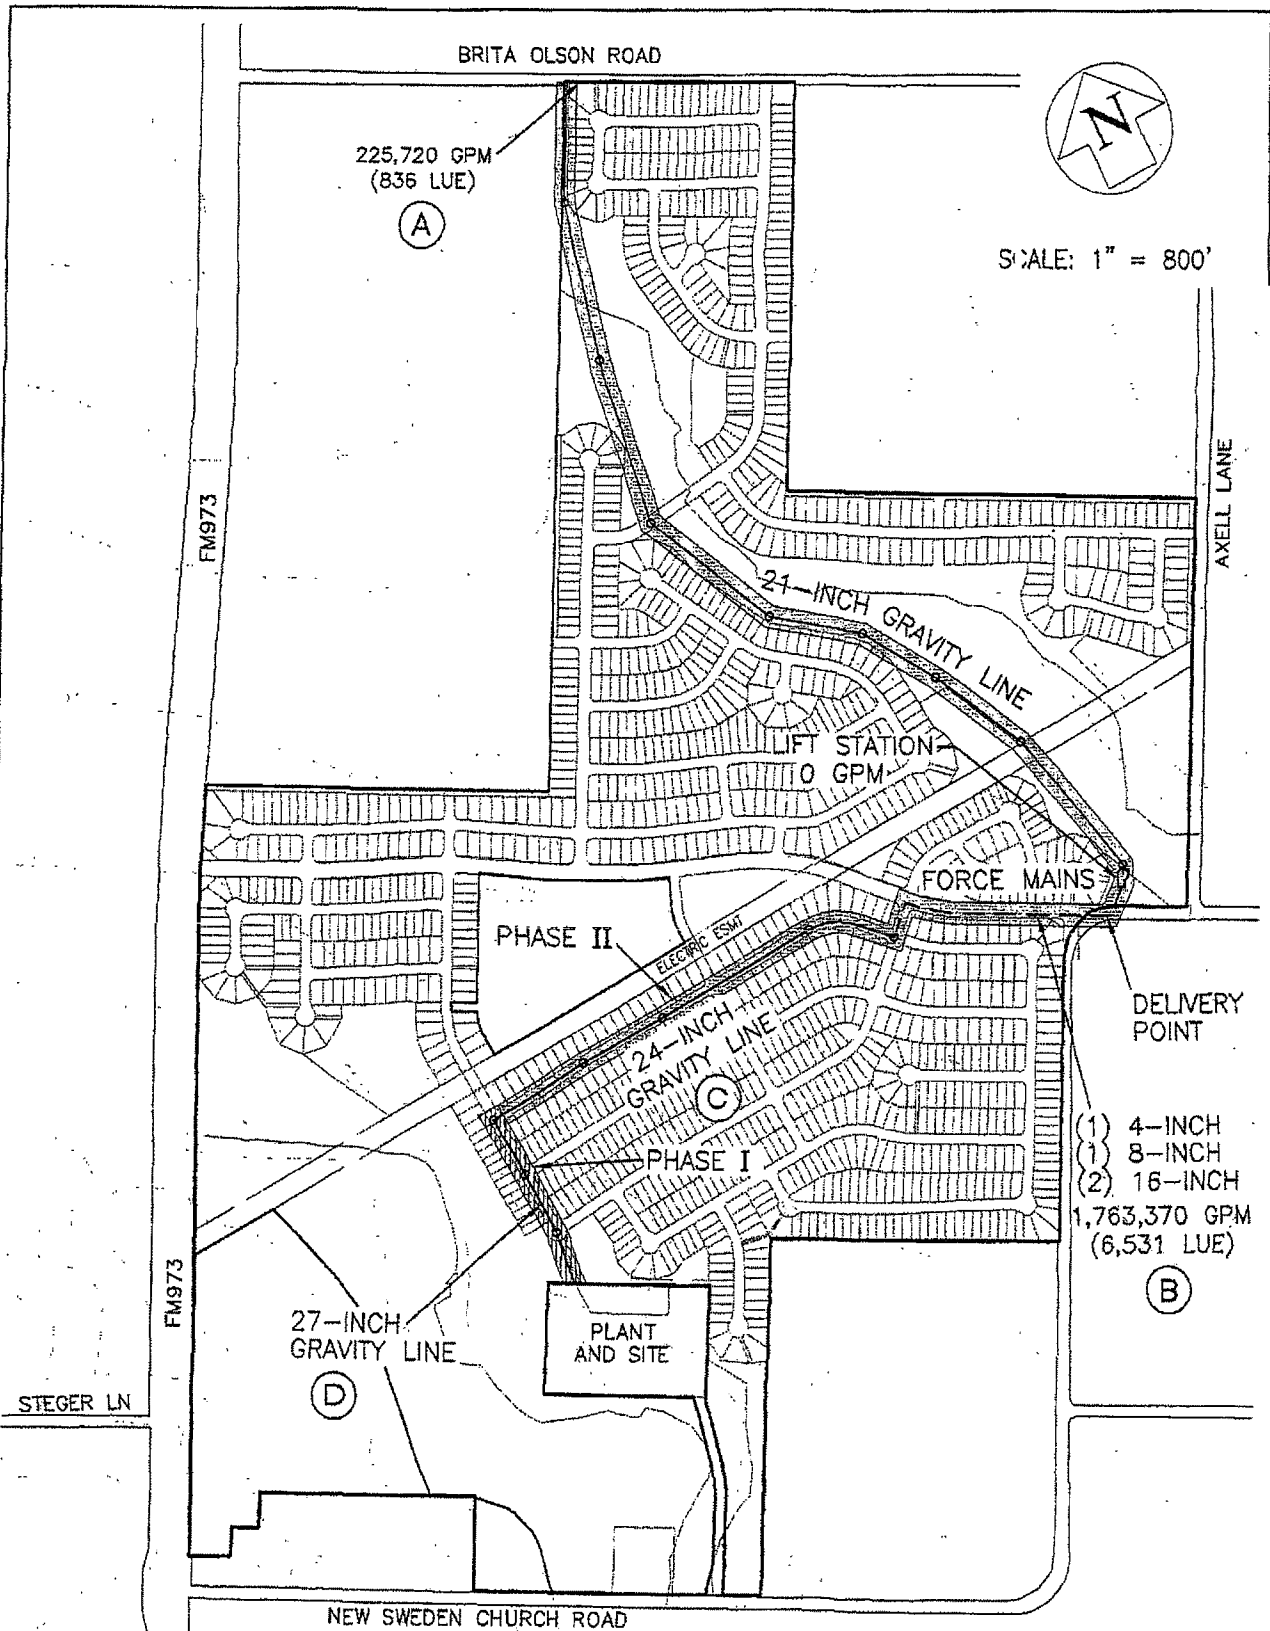 BRITA OLSON ROAD
N
225,720 GPM
(836 LUE)
A
SCALE: 1" = 800'
FM973
AXELL LANE
21-INCH GRAVITY LINE
LIFT STATION
0 GPM
FORCE MAINS
PHASE II
ELECTRIC ESMT
DELIVERY
POINT
24-INCH
GRAVITY LINE
C
(1) 4-INCH
(1) 8-INCH
(2) 16-INCH
1,763,370 GPM
(6,531 LUE)
B
PHASE I
FM973
27-INCH
GRAVITY LINE
D
PLANT
AND SITE
STEGER LN
NEW SWEDEN CHURCH ROAD